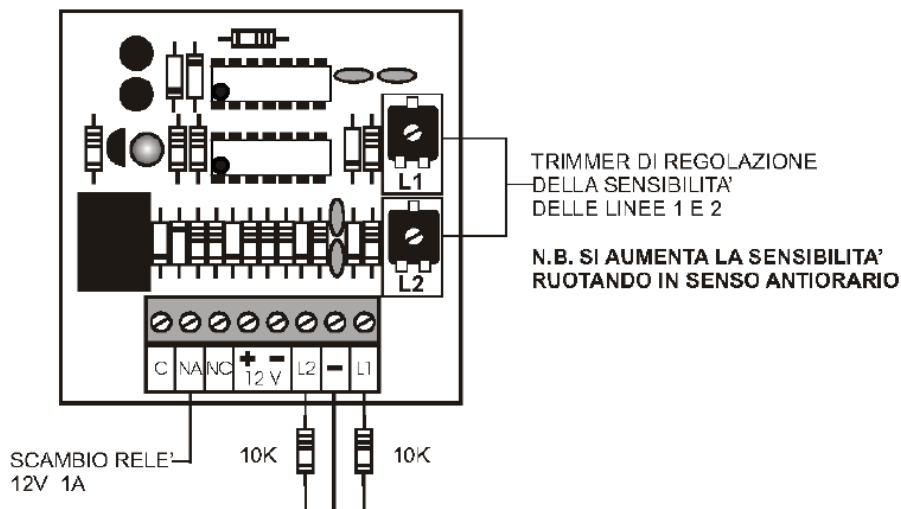 L1
TRIMMER DI REGOLAZIONE
DELLA SENSIBILITA'
DELLE LINEE 1 E 2
N.B. SI AUMENTA LA SENSIBILITA'
RUOTANDO IN SENSO ANTIORARIO
L2
C NA NC + - 12 V L2 - L1
10K 10K
SCAMBIO RELE'
12V 1A